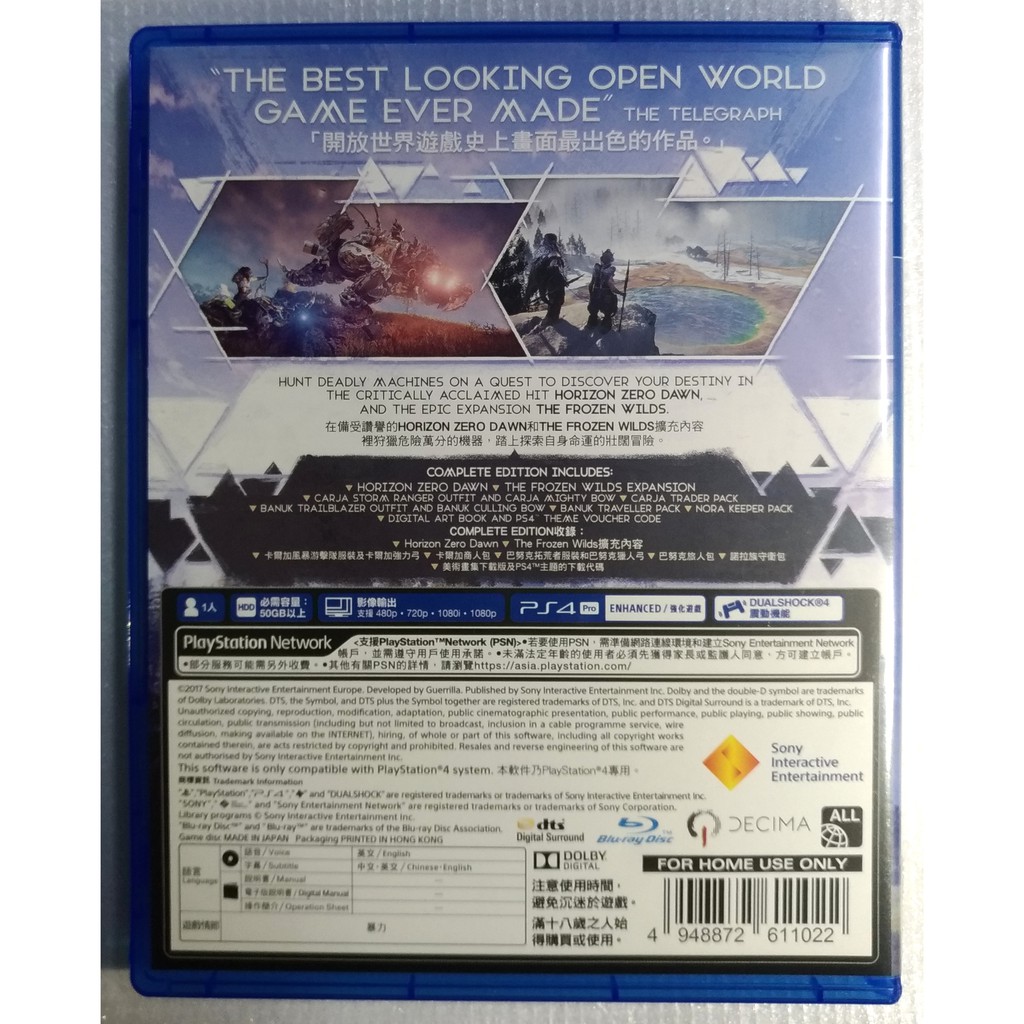 "THE BEST LOOKING OPEN WORLD
GAME EVER MADE" THE TELEGRAPH
「開放世界遊戲史上畫面最出色的作品。」
HUNT DEADLY MACHINES ON A QUEST TO DISCOVER YOUR DESTINY IN
THE CRITICALLY ACCLAIMED HIT HORIZON ZERO DAWN,
AND THE EPIC EXPANSION THE FROZEN WILDS.
在備受讚譽的HORIZON ZERO DAWN和THE FROZEN WILDS擴充內容
裡狩獵危險萬分的機器，踏上探索自身命運的壯闊冒險。
COMPLETE EDITION INCLUDES:
▼ HORIZON ZERO DAWN ▼ THE FROZEN WILDS EXPANSION
▼ CARJA STORM RANGER OUTFIT AND CARJA MIGHTY BOW ▼ CARJA TRADER PACK
▼ BANUK TRAILBLAZER OUTFIT AND BANUK CULLING BOW ▼ BANUK TRAVELLER PACK ▼ NORA KEEPER PACK
▼ DIGITAL ART BOOK AND PS4™ THEME VOUCHER CODE
COMPLETE EDITION收錄：
▼ Horizon Zero Dawn ▼ The Frozen Wilds擴充內容
▼ 卡爾加風暴游擊隊服裝及卡爾加強力弓 ▼ 卡爾加商人包 ▼ 巴努克拓荒者服裝和巴努克獵人弓 ▼ 巴努克旅人包 ▼ 諾拉族守衛包
▼ 美術畫集下載版及PS4™主題的下載代碼
1人
HDD 必需容量：
50GB以上
影像輸出
支援 480p・720p・1080i・1080p
PS4 Pro ENHANCED / 強化遊戲
DUALSHOCK®4
震動機能
PlayStation Network <支援PlayStation™Network (PSN)>•若要使用PSN，需準備網路連線環境和建立Sony Entertainment Network
帳戶，並需遵守用戶使用承諾。•未滿法定年齡的使用者必須先獲得家長或監護人同意，方可建立帳戶。
•部分服務可能需另外收費。•其他有關PSN的詳情，請瀏覽https://asia.playstation.com/
©2017 Sony Interactive Entertainment Europe. Developed by Guerrilla. Published by Sony Interactive Entertainment Inc. Dolby and the double-D symbol are trademarks
of Dolby Laboratories. DTS, the Symbol, and DTS plus the Symbol together are registered trademarks of DTS, Inc. and DTS Digital Surround is a trademark of DTS, Inc.
Unauthorized copying, reproduction, modification, adaptation, public cinematographic presentation, public performance, public playing, public showing, public
circulation, public transmission (including but not limited to broadcast, inclusion in a cable programme service, wire
diffusion, making available on the INTERNET), hiring, of whole or part of this software, including all copyright works
contained therein, are acts restricted by copyright and prohibited. Resales and reverse engineering of this software are
not authorised by Sony Interactive Entertainment Inc.
This software is only compatible with PlayStation®4 system. 本軟件乃PlayStation®4專用。
商標資訊 Trademark Information
"PlayStation", "PS4", and "DUALSHOCK" are registered trademarks or trademarks of Sony Interactive Entertainment Inc.
"SONY", and "Sony Entertainment Network" are registered trademarks or trademarks of Sony Corporation.
Library programs © Sony Interactive Entertainment Inc.
"Blu-ray Disc™" and "Blu-ray™" are trademarks of the Blu-ray Disc Association.
Game disc MADE IN JAPAN Packaging PRINTED IN HONG KONG
Sony
Interactive
Entertainment
dts
Digital Surround
Blu-ray Disc
DECIMA
ALL
語言
Language
語音 / Voice 英文 / English
字幕 / Subtitle 中文・英文 / Chinese・English
說明書 / Manual —
電子版說明書 / Digital Manual —
操作簡介 / Operation Sheet —
遊戲情節 暴力
DOLBY
DIGITAL
注意使用時間，
避免沉迷於遊戲。
滿十八歲之人始
得購買或使用。
FOR HOME USE ONLY
4 948872 611022